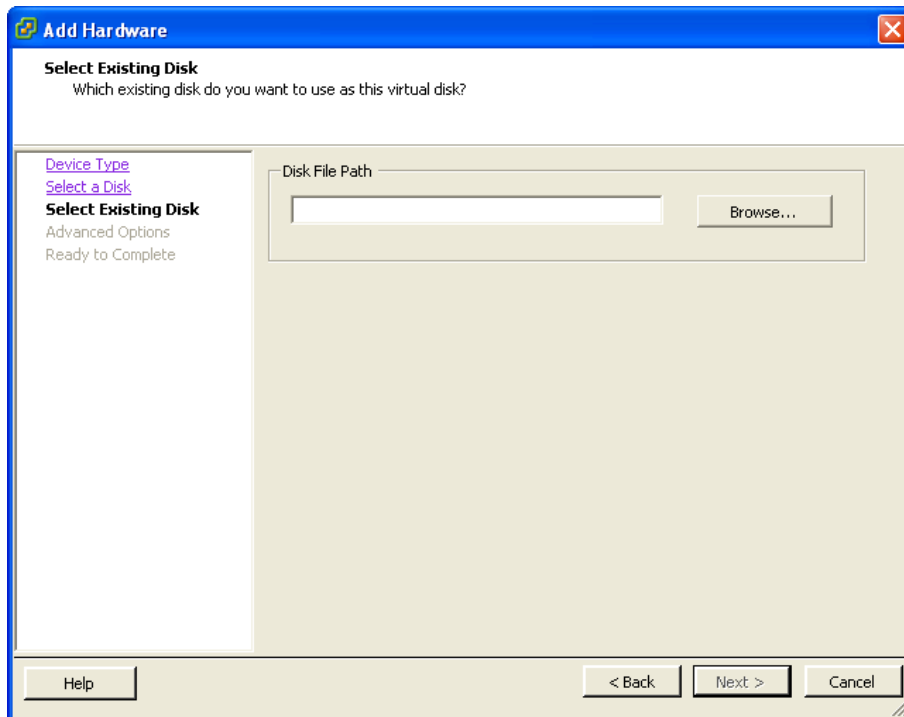 Add Hardware
Select Existing Disk
Which existing disk do you want to use as this virtual disk?
Device Type
Select a Disk
Select Existing Disk
Advanced Options
Ready to Complete
Disk File Path
Browse...
Help
< Back
Next >
Cancel